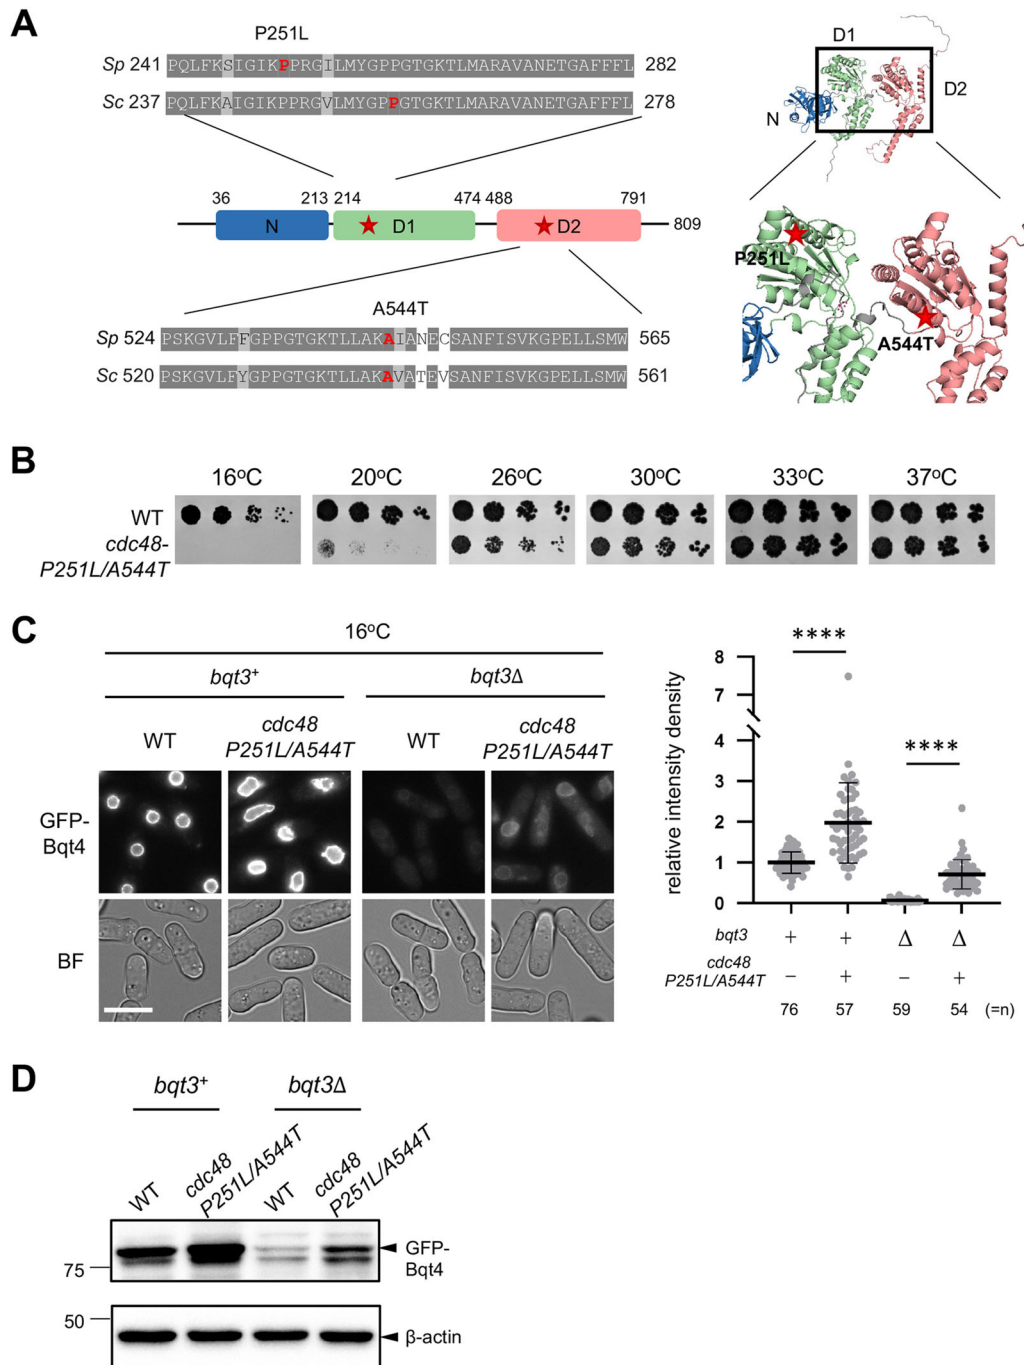 A
P251L
Sp 241 PQLFKSIGIKPPRGILMYGPPGTGKTLMARAVANETGAFFFL 282
Sc 237 PQLFKAIGIKPPRGVLMYGPPGTGKTLMARAVANETGAFFFL 278
36 213 214 474 488 791
N D1 D2 809
A544T
Sp 524 PSKGVLFFGPPGTGKTLLAKAIANECSANFISVKGPELLSMW 565
Sc 520 PSKGVLFYGPPGTGKTLLAKAVATEVSANFISVKGPELLSMW 561
D1
D2
N
P251L
A544T
B
16°C 20°C 26°C 30°C 33°C 37°C
WT
cdc48-
P251L/A544T
C
16°C
bqt3+ bqt3Δ
WT cdc48 P251L/A544T WT cdc48 P251L/A544T
GFP-
Bqt4
BF
relative intensity density
8
7
4
3
2
1
0
**** ****
bqt3 + + Δ Δ
cdc48
P251L/A544T − + − +
76 57 59 54 (=n)
D
bqt3+ bqt3Δ
WT cdc48 P251L/A544T WT cdc48 P251L/A544T
75
GFP-
Bqt4
50
β-actin